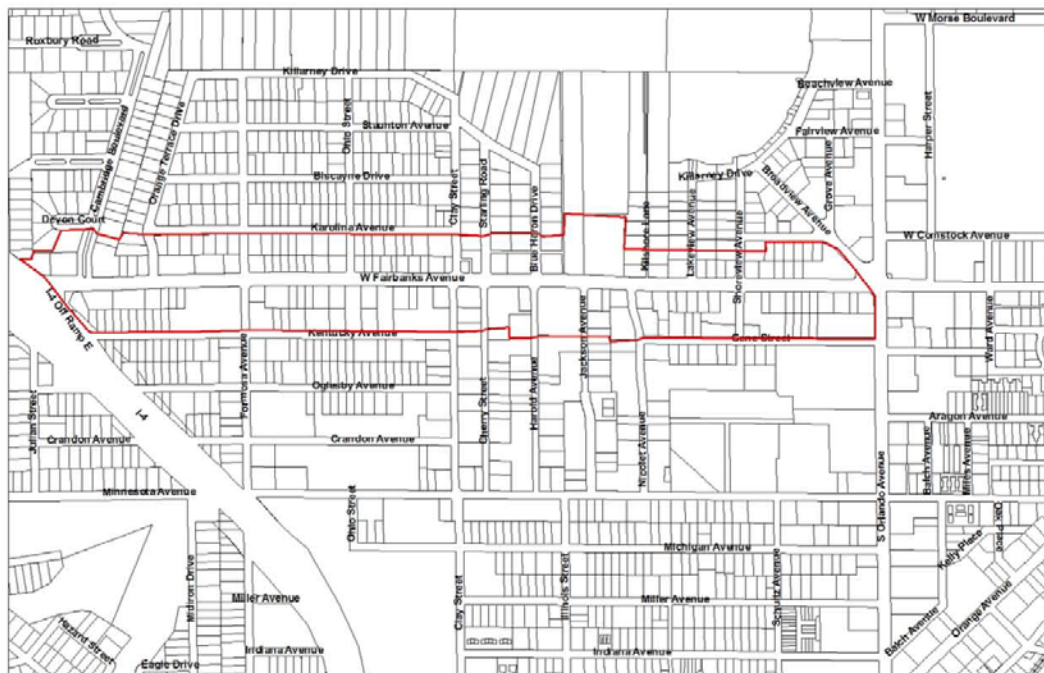 W Morse Boulevard
Roxbury Road
Killarney Drive
Beachview Avenue
Harper Street
Cambridge Boulevard
Orange Terrace Drive
Ohio Street
Staunton Avenue
Fairview Avenue
Biscayne Drive
Clay Street
Starling Road
Killarney Drive
Broadview Avenue
Grove Avenue
Devon Court
Karolina Avenue
Blue Heron Drive
Kilshore Lane
Lakeview Avenue
Shoreview Avenue
W Comstock Avenue
W Fairbanks Avenue
I-4 Off Ramp E
Kentucky Avenue
Jackson Avenue
Gene Street
Ward Avenue
Formosa Avenue
Oglesby Avenue
Cherry Street
Harold Avenue
Nicolet Avenue
Julian Street
I-4
Crandon Avenue
Crandon Avenue
Aragon Avenue
Balch Avenue
Miles Avenue
Minnesota Avenue
Ohio Street
S Orlando Avenue
Oak Place
Kelly Place
Michigan Avenue
Midiron Drive
Miller Avenue
Clay Street
Illinois Street
Miller Avenue
Schultz Avenue
Balch Avenue
Orange Avenue
Hazard Street
Eagle Drive
Indiana Avenue
Indiana Avenue